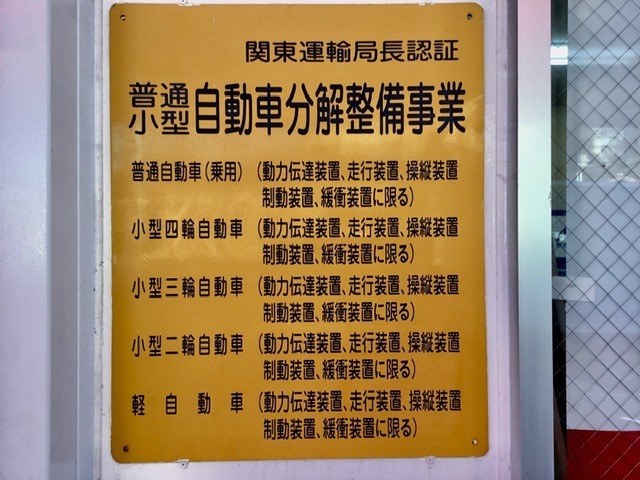 関東運輸局長認証
普通
小型 自動車分解整備事業
普通自動車(乗用) (動力伝達装置、走行装置、操縦装置
制動装置、緩衝装置に限る)
小型四輪自動車 (動力伝達装置、走行装置、操縦装置
制動装置、緩衝装置に限る)
小型三輪自動車 (動力伝達装置、走行装置、操縦装置
制動装置、緩衝装置に限る)
小型二輪自動車 (動力伝達装置、走行装置、操縦装置
制動装置、緩衝装置に限る)
軽自動車 (動力伝達装置、走行装置、操縦装置
制動装置、緩衝装置に限る)